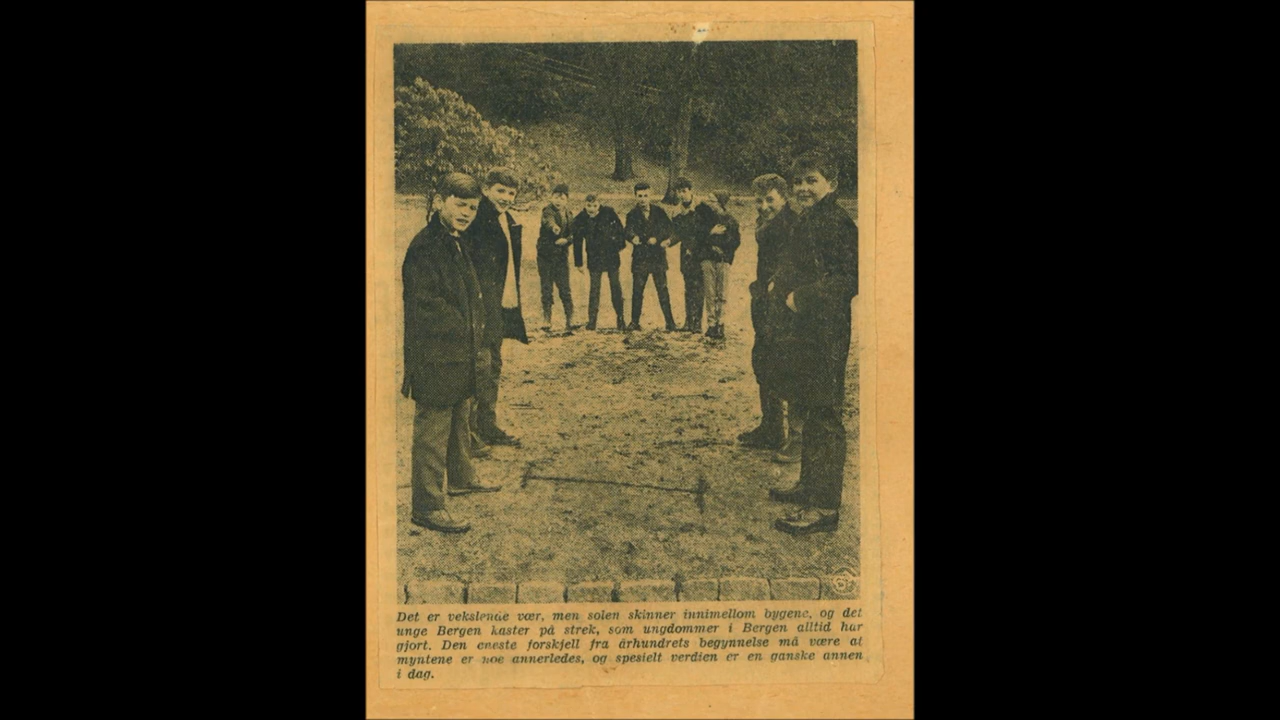 Det er vekslende vær, men solen skinner innimellom bygene, og det
unge Bergen kaster på strek, som ungdommer i Bergen alltid har
gjort. Den eneste forskjell fra århundrets begynnelse må være at
myntene er noe annerledes, og spesielt verdien er en ganske annen
i dag.